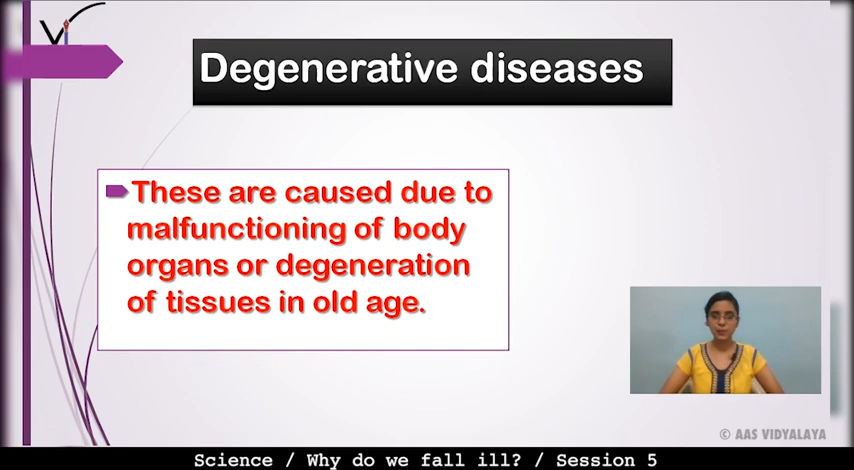 Vi
Degenerative diseases
These are caused due to
malfunctioning of body
organs or degeneration
of tissues in old age.
© AAS VIDYALAYA
Science / Why do we fall ill? / Session 5